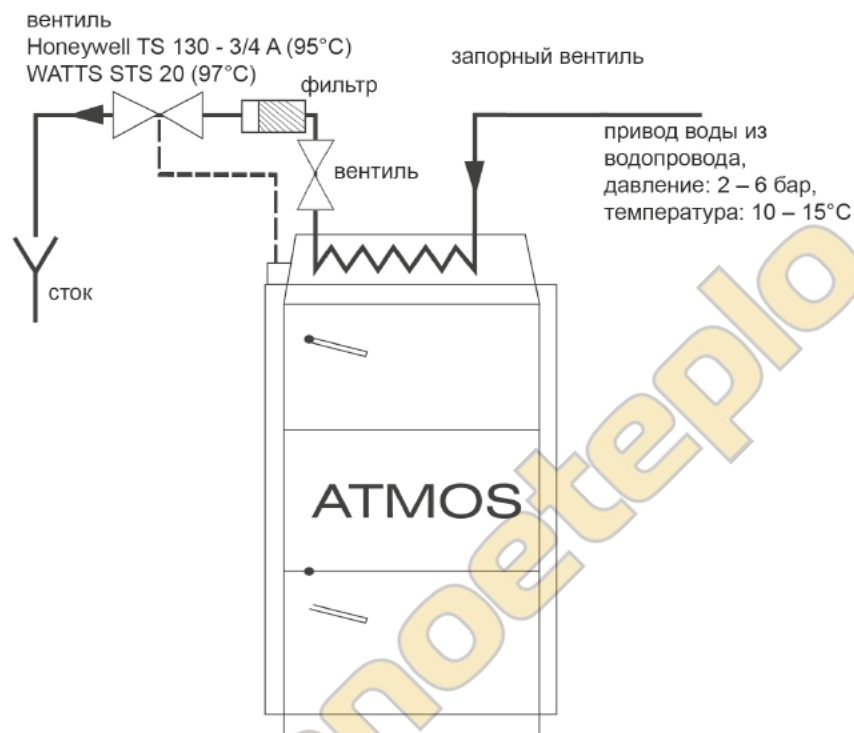 вентиль
Honeywell TS 130 - 3/4 A (95°C)
WATTS STS 20 (97°C)
фильтр
запорный вентиль
привод воды из
водопровода,
давление: 2 – 6 бар,
температура: 10 – 15°C
вентиль
сток
ATMOS
noeteplo